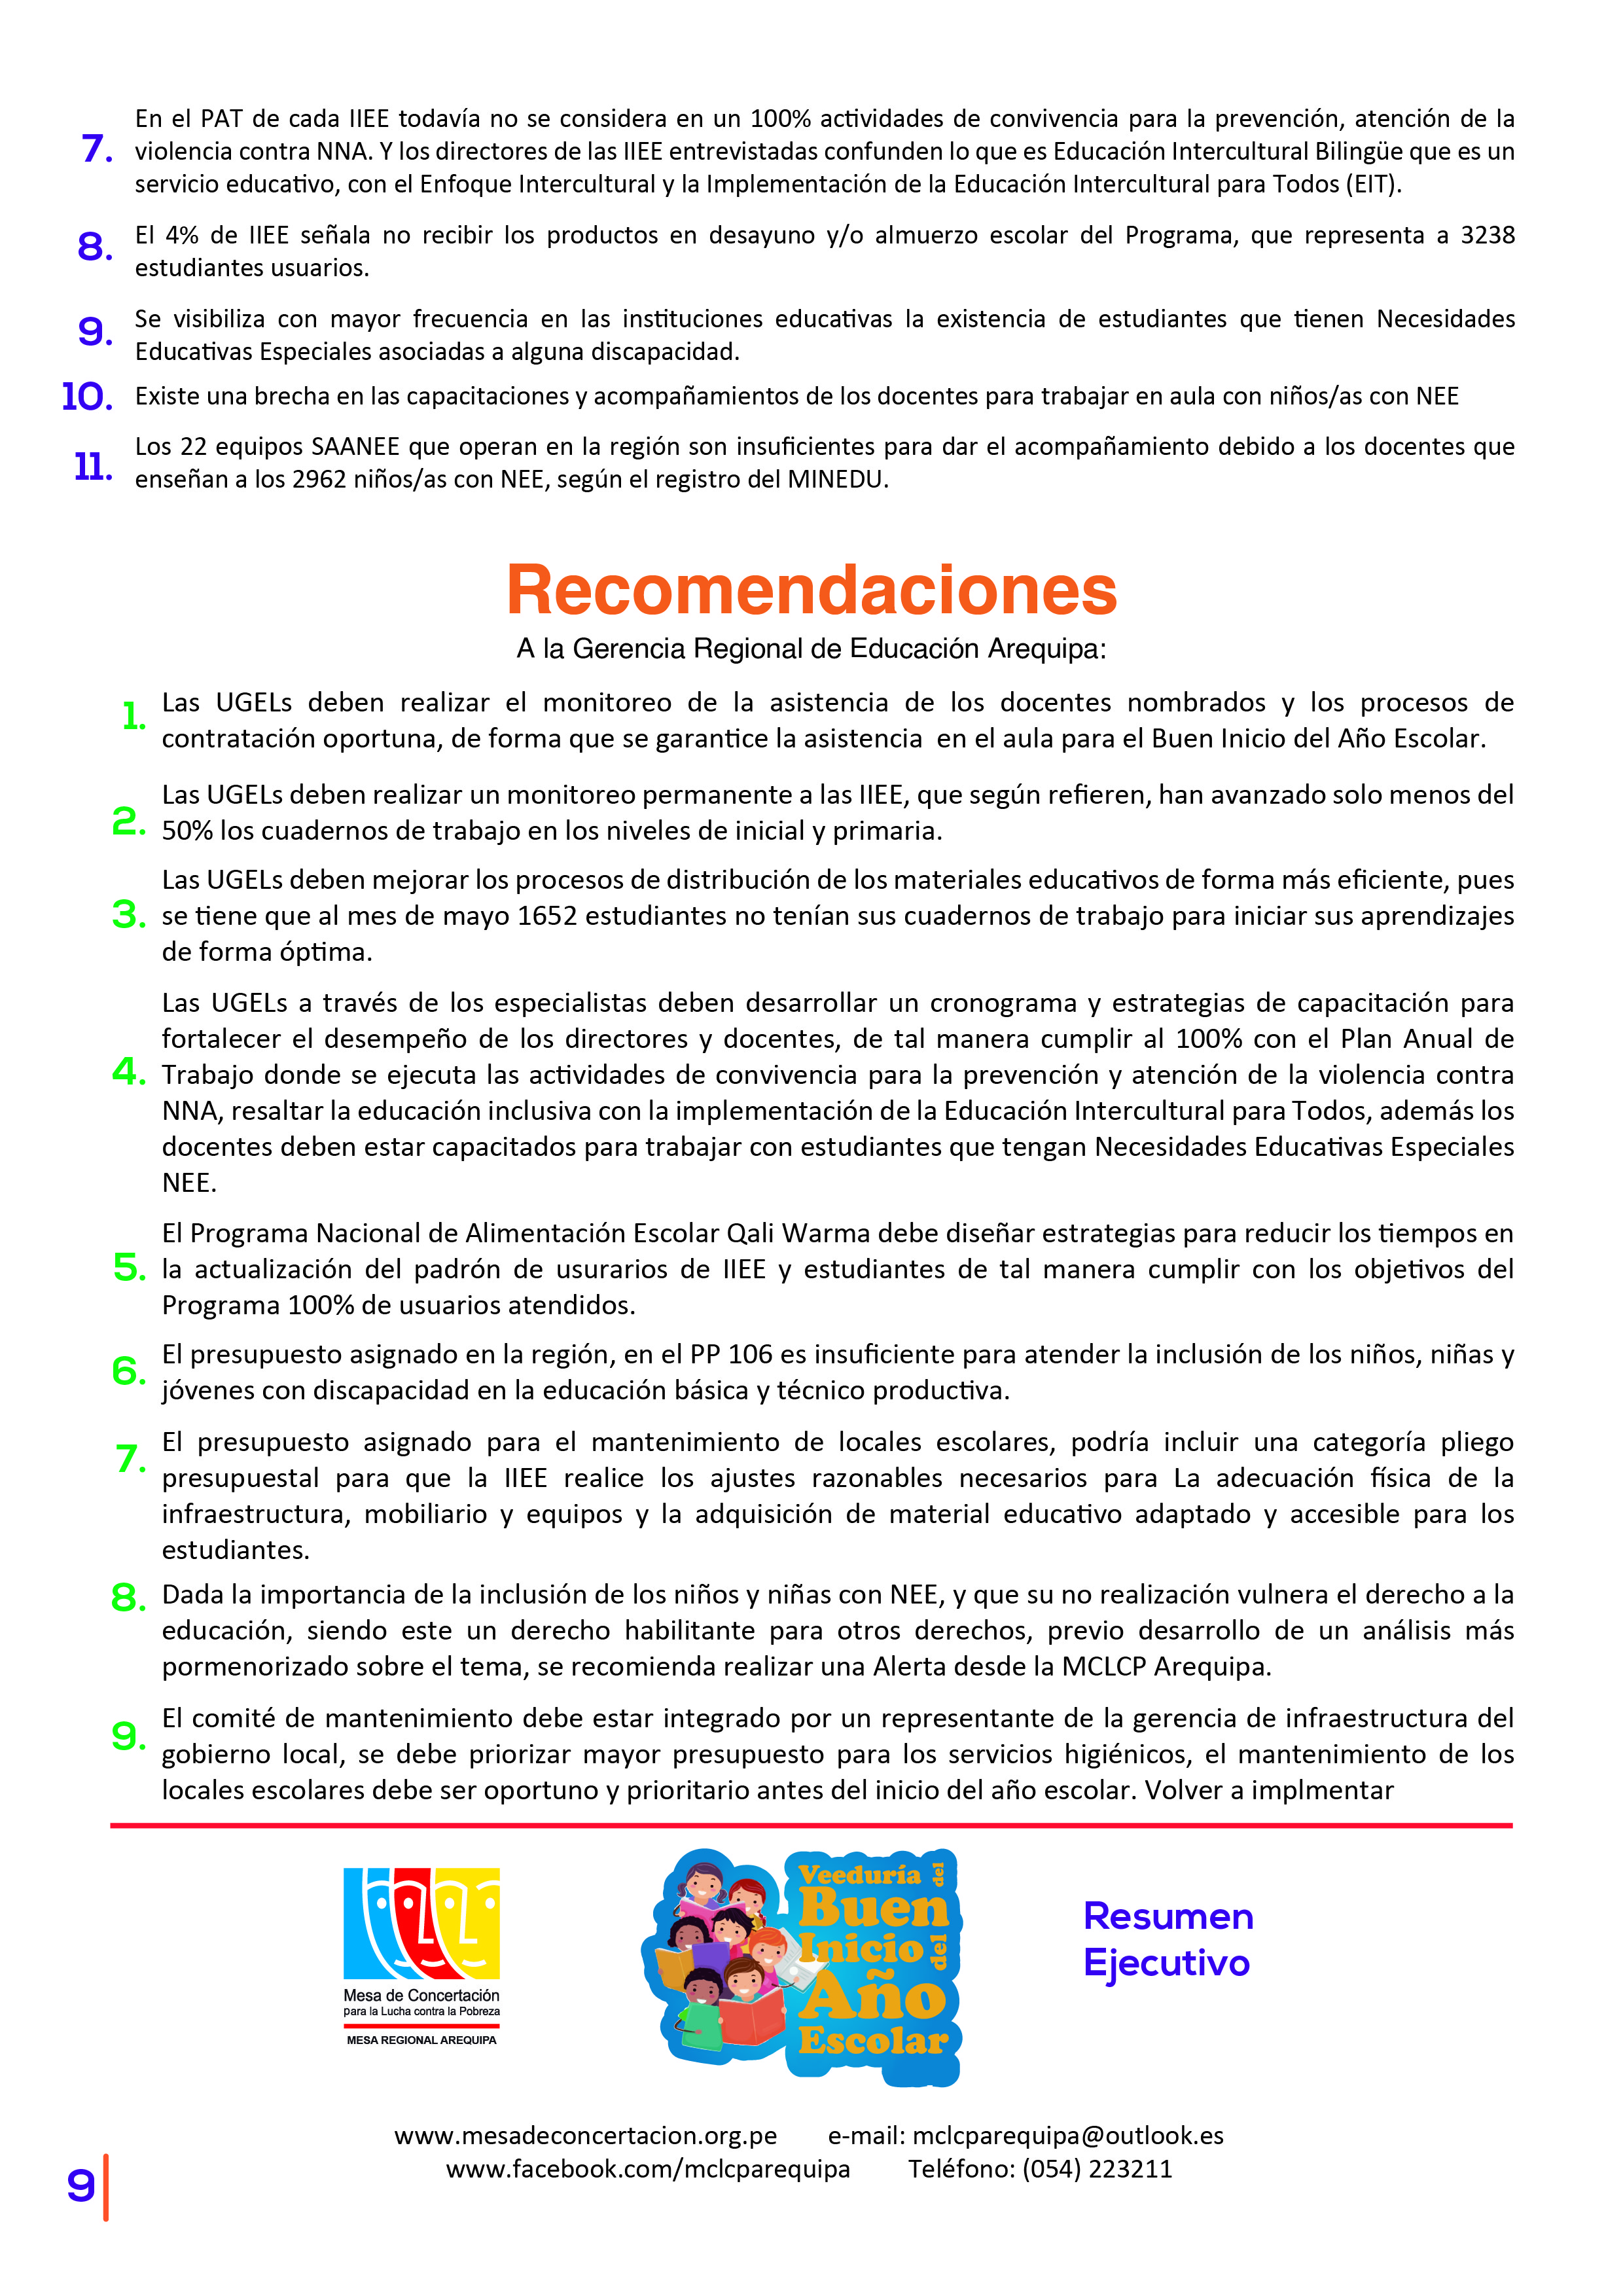 7. En el PAT de cada IIEE todavía no se considera en un 100% actividades de convivencia para la prevención, atención de la
violencia contra NNA. Y los directores de las IIEE entrevistadas confunden lo que es Educación Intercultural Bilingüe que es un
servicio educativo, con el Enfoque Intercultural y la Implementación de la Educación Intercultural para Todos (EIT).
8. El 4% de IIEE señala no recibir los productos en desayuno y/o almuerzo escolar del Programa, que representa a 3238
estudiantes usuarios.
9. Se visibiliza con mayor frecuencia en las instituciones educativas la existencia de estudiantes que tienen Necesidades
Educativas Especiales asociadas a alguna discapacidad.
10. Existe una brecha en las capacitaciones y acompañamientos de los docentes para trabajar en aula con niños/as con NEE
11. Los 22 equipos SAANEE que operan en la región son insuficientes para dar el acompañamiento debido a los docentes que
enseñan a los 2962 niños/as con NEE, según el registro del MINEDU.
Recomendaciones
A la Gerencia Regional de Educación Arequipa:
1. Las UGELs deben realizar el monitoreo de la asistencia de los docentes nombrados y los procesos de
contratación oportuna, de forma que se garantice la asistencia en el aula para el Buen Inicio del Año Escolar.
2. Las UGELs deben realizar un monitoreo permanente a las IIEE, que según refieren, han avanzado solo menos del
50% los cuadernos de trabajo en los niveles de inicial y primaria.
3. Las UGELs deben mejorar los procesos de distribución de los materiales educativos de forma más eficiente, pues
se tiene que al mes de mayo 1652 estudiantes no tenían sus cuadernos de trabajo para iniciar sus aprendizajes
de forma óptima.
4. Las UGELs a través de los especialistas deben desarrollar un cronograma y estrategias de capacitación para
fortalecer el desempeño de los directores y docentes, de tal manera cumplir al 100% con el Plan Anual de
Trabajo donde se ejecuta las actividades de convivencia para la prevención y atención de la violencia contra
NNA, resaltar la educación inclusiva con la implementación de la Educación Intercultural para Todos, además los
docentes deben estar capacitados para trabajar con estudiantes que tengan Necesidades Educativas Especiales
NEE.
5. El Programa Nacional de Alimentación Escolar Qali Warma debe diseñar estrategias para reducir los tiempos en
la actualización del padrón de usurarios de IIEE y estudiantes de tal manera cumplir con los objetivos del
Programa 100% de usuarios atendidos.
6. El presupuesto asignado en la región, en el PP 106 es insuficiente para atender la inclusión de los niños, niñas y
jóvenes con discapacidad en la educación básica y técnico productiva.
7. El presupuesto asignado para el mantenimiento de locales escolares, podría incluir una categoría pliego
presupuestal para que la IIEE realice los ajustes razonables necesarios para La adecuación física de la
infraestructura, mobiliario y equipos y la adquisición de material educativo adaptado y accesible para los
estudiantes.
8. Dada la importancia de la inclusión de los niños y niñas con NEE, y que su no realización vulnera el derecho a la
educación, siendo este un derecho habilitante para otros derechos, previo desarrollo de un análisis más
pormenorizado sobre el tema, se recomienda realizar una Alerta desde la MCLCP Arequipa.
9. El comité de mantenimiento debe estar integrado por un representante de la gerencia de infraestructura del
gobierno local, se debe priorizar mayor presupuesto para los servicios higiénicos, el mantenimiento de los
locales escolares debe ser oportuno y prioritario antes del inicio del año escolar. Volver a implmentar
Mesa de Concertación
para la Lucha contra la Pobreza
MESA REGIONAL AREQUIPA
Veeduría del
Buen
Inicio del
Año
Escolar
Resumen
Ejecutivo
www.mesadeconcertacion.org.pe e-mail: mclcparequipa@outlook.es
www.facebook.com/mclcparequipa Teléfono: (054) 223211
9